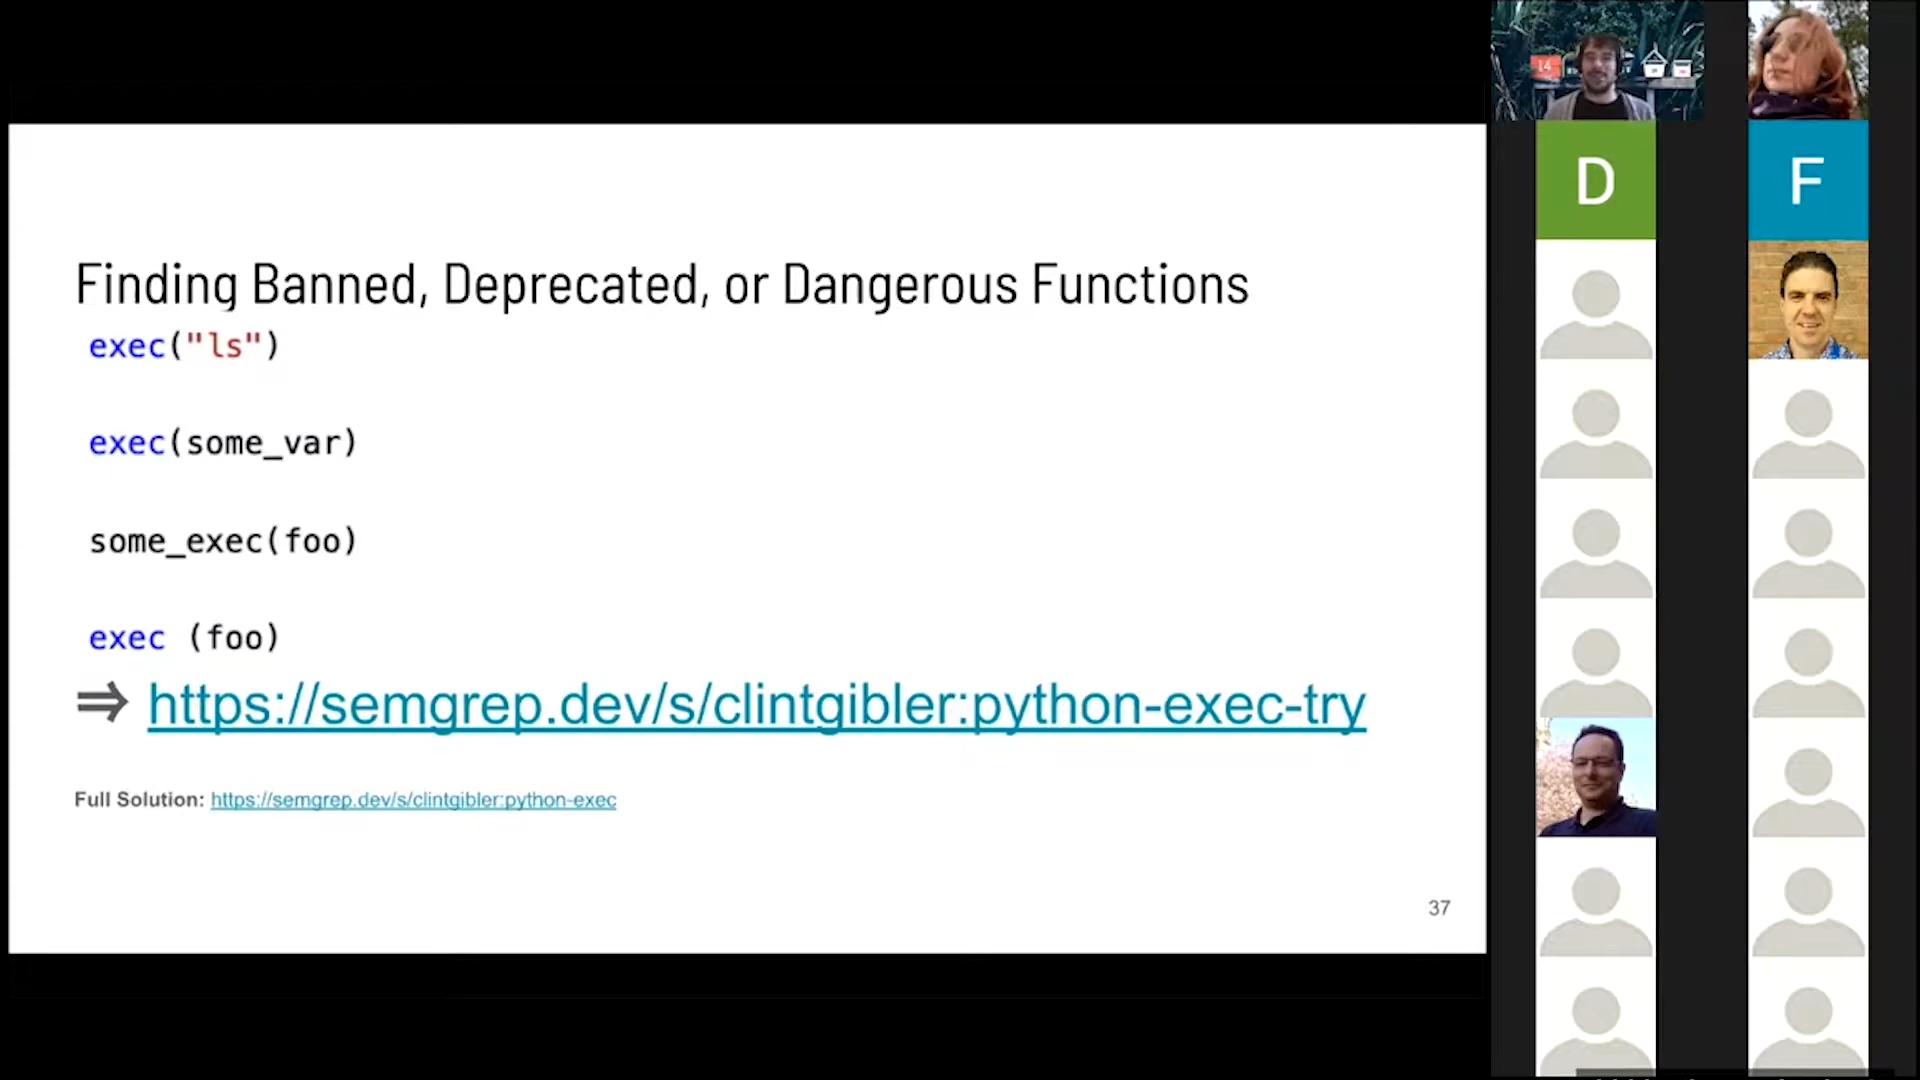 Finding Banned, Deprecated, or Dangerous Functions
exec("ls")
exec(some_var)
some_exec(foo)
exec (foo)
⇒ https://semgrep.dev/s/clintgibler:python-exec-try
Full Solution: https://semgrep.dev/s/clintgibler:python-exec
37
14
D
F